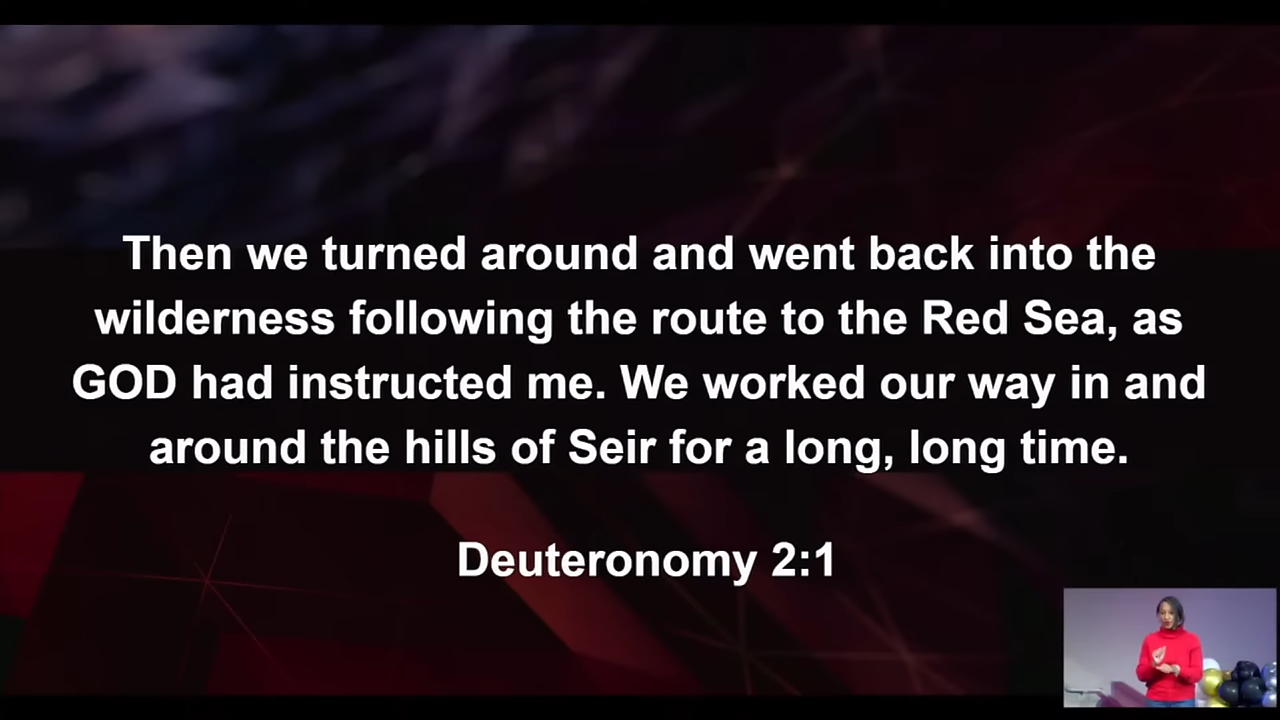 Then we turned around and went back into the
wilderness following the route to the Red Sea, as
GOD had instructed me. We worked our way in and
around the hills of Seir for a long, long time.
Deuteronomy 2:1